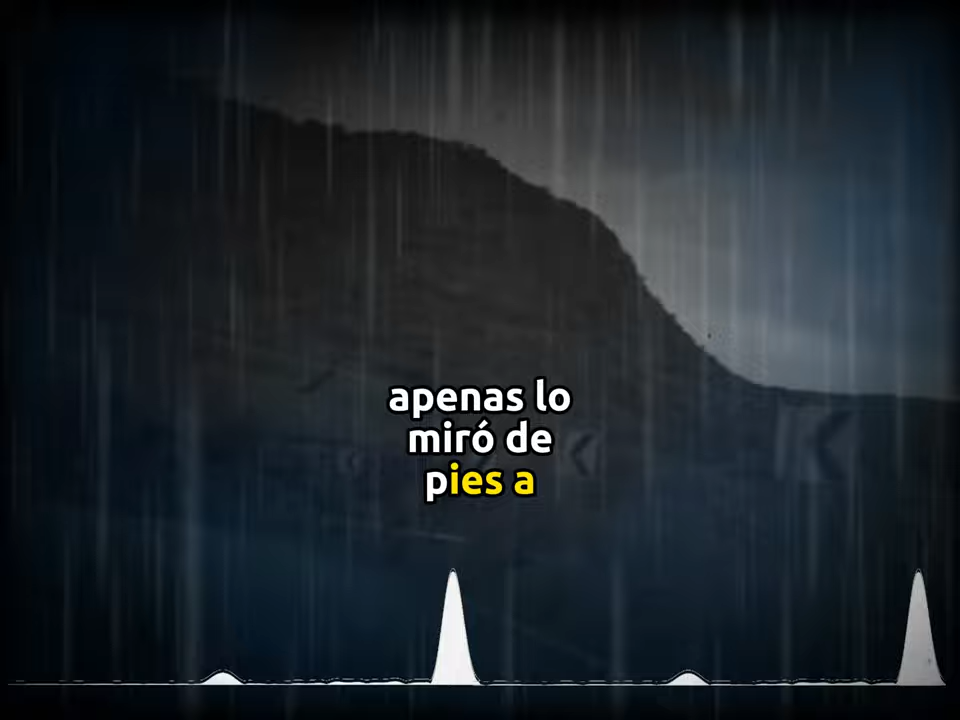 apenas lo
miró de
pies a